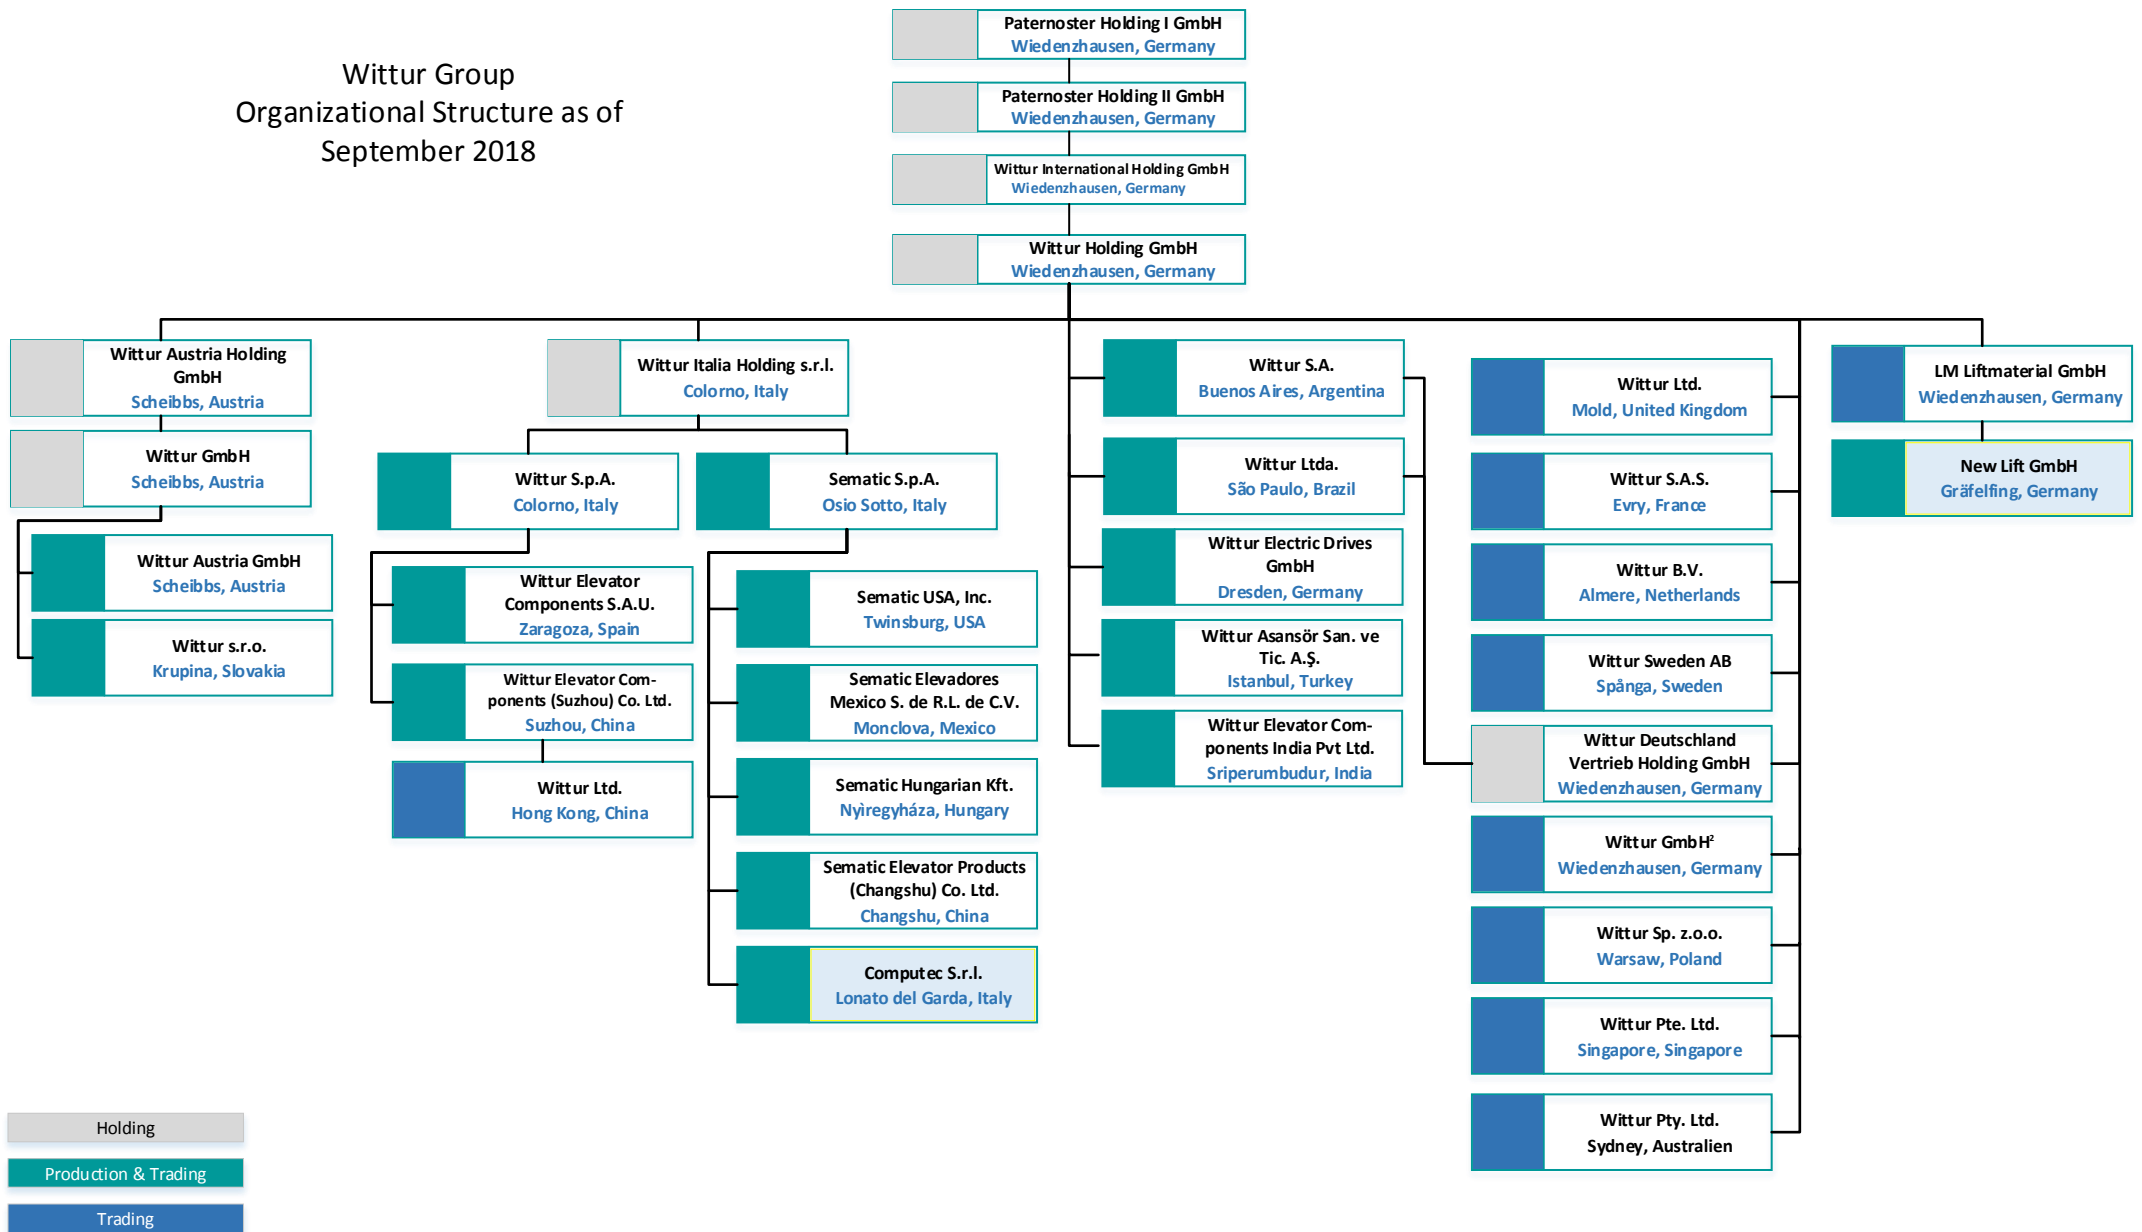 Wittur Group
Organizational Structure as of
September 2018
Paternoster Holding I GmbH
Wiedenzhausen, Germany
Paternoster Holding II GmbH
Wiedenzhausen, Germany
Wittur International Holding GmbH
Wiedenzhausen, Germany
Wittur Holding GmbH
Wiedenzhausen, Germany
Wittur Austria Holding
GmbH
Scheibbs, Austria
Wittur GmbH
Scheibbs, Austria
Wittur Austria GmbH
Scheibbs, Austria
Wittur s.r.o.
Krupina, Slovakia
Wittur Italia Holding s.r.l.
Colorno, Italy
Wittur S.p.A.
Colorno, Italy
Wittur Elevator
Components S.A.U.
Zaragoza, Spain
Wittur Elevator Com-
ponents (Suzhou) Co. Ltd.
Suzhou, China
Wittur Ltd.
Hong Kong, China
Sematic S.p.A.
Osio Sotto, Italy
Sematic USA, Inc.
Twinsburg, USA
Sematic Elevadores
Mexico S. de R.L. de C.V.
Monclova, Mexico
Sematic Hungarian Kft.
Nyìregyháza, Hungary
Sematic Elevator Products
(Changshu) Co. Ltd.
Changshu, China
Computec S.r.l.
Lonato del Garda, Italy
Wittur S.A.
Buenos Aires, Argentina
Wittur Ltda.
São Paulo, Brazil
Wittur Electric Drives
GmbH
Dresden, Germany
Wittur Asansör San. ve
Tic. A.Ş.
Istanbul, Turkey
Wittur Elevator Com-
ponents India Pvt Ltd.
Sriperumbudur, India
Wittur Ltd.
Mold, United Kingdom
Wittur S.A.S.
Evry, France
Wittur B.V.
Almere, Netherlands
Wittur Sweden AB
Spånga, Sweden
Wittur Deutschland
Vertrieb Holding GmbH
Wiedenzhausen, Germany
Wittur GmbH²
Wiedenzhausen, Germany
Wittur Sp. z.o.o.
Warsaw, Poland
Wittur Pte. Ltd.
Singapore, Singapore
Wittur Pty. Ltd.
Sydney, Australien
LM Liftmaterial GmbH
Wiedenzhausen, Germany
New Lift GmbH
Gräfelfing, Germany
Holding
Production & Trading
Trading